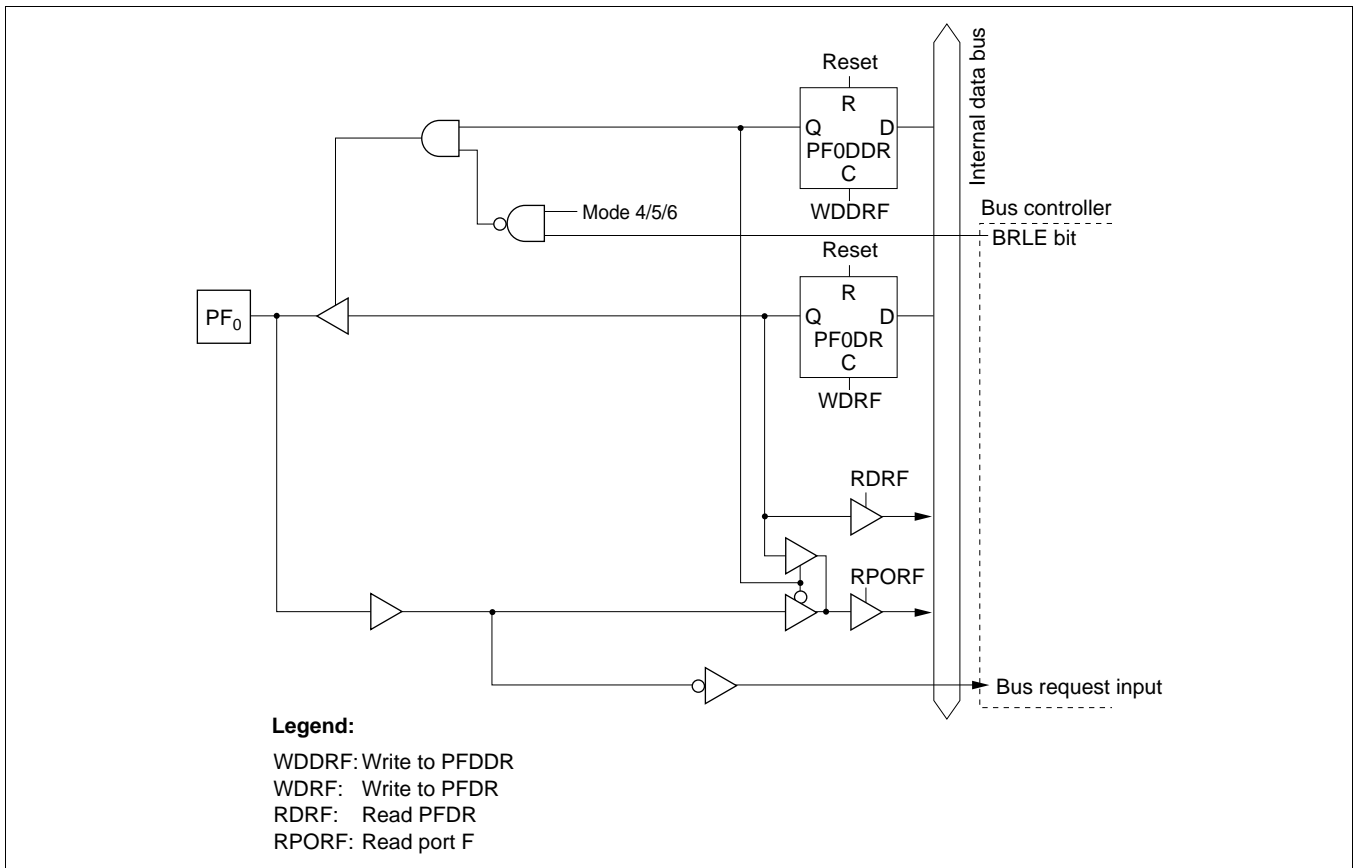 Reset
R
Q D
PF0DDR
C
WDDRF
Internal data bus
Mode 4/5/6
Bus controller
BRLE bit
Reset
R
PF0
Q D
PF0DR
C
WDRF
RDRF
RPORF
Bus request input
Legend:
WDDRF: Write to PFDDR
WDRF: Write to PFDR
RDRF: Read PFDR
RPORF: Read port F